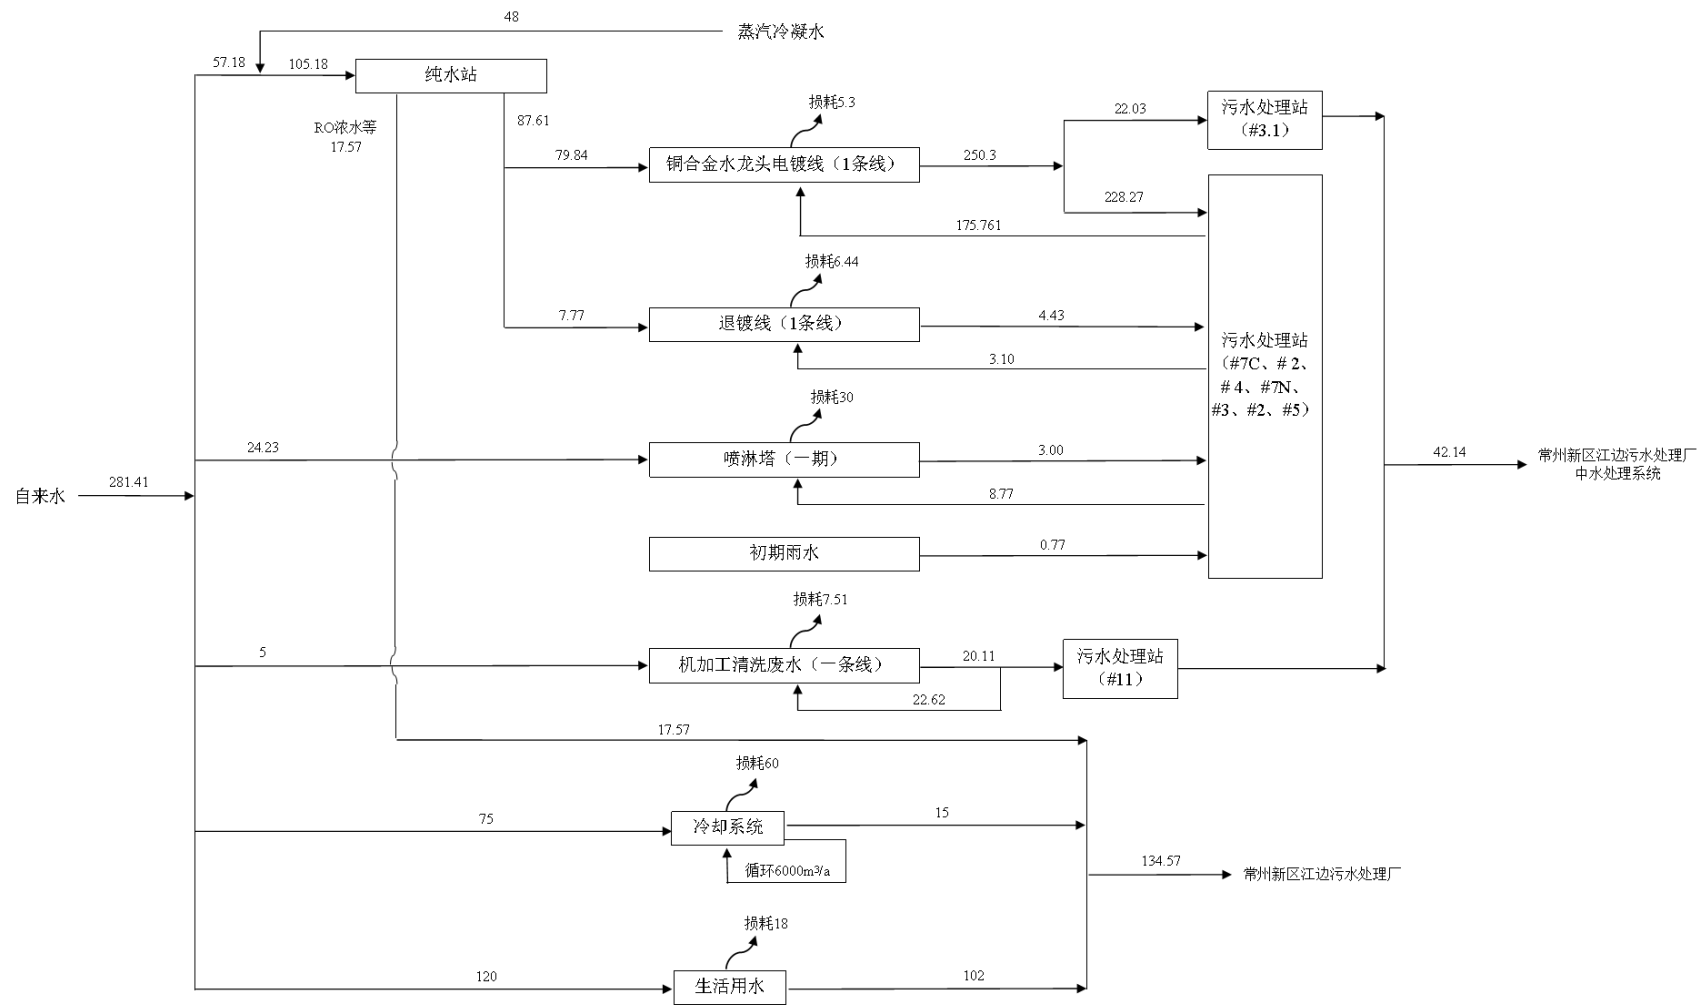 48
蒸汽冷凝水
57.18
105.18
纯水站
RO浓水等
17.57
87.61
损耗5.3
22.03
污水处理站
（#3.1）
79.84
铜合金水龙头电镀线（1条线）
250.3
228.27
175.761
损耗6.44
7.77
退镀线（1条线）
4.43
3.10
污水处理站
（#7C、# 2、
# 4、#7N、
#3、#2、#5）
损耗30
24.23
喷淋塔（一期）
3.00
8.77
42.14
常州新区江边污水处理厂
中水处理系统
自来水
281.41
初期雨水
0.77
损耗7.51
5
机加工清洗废水（一条线）
20.11
污水处理站
（#11）
22.62
17.57
损耗60
75
冷却系统
15
循环6000m³/a
134.57
常州新区江边污水处理厂
损耗18
120
生活用水
102